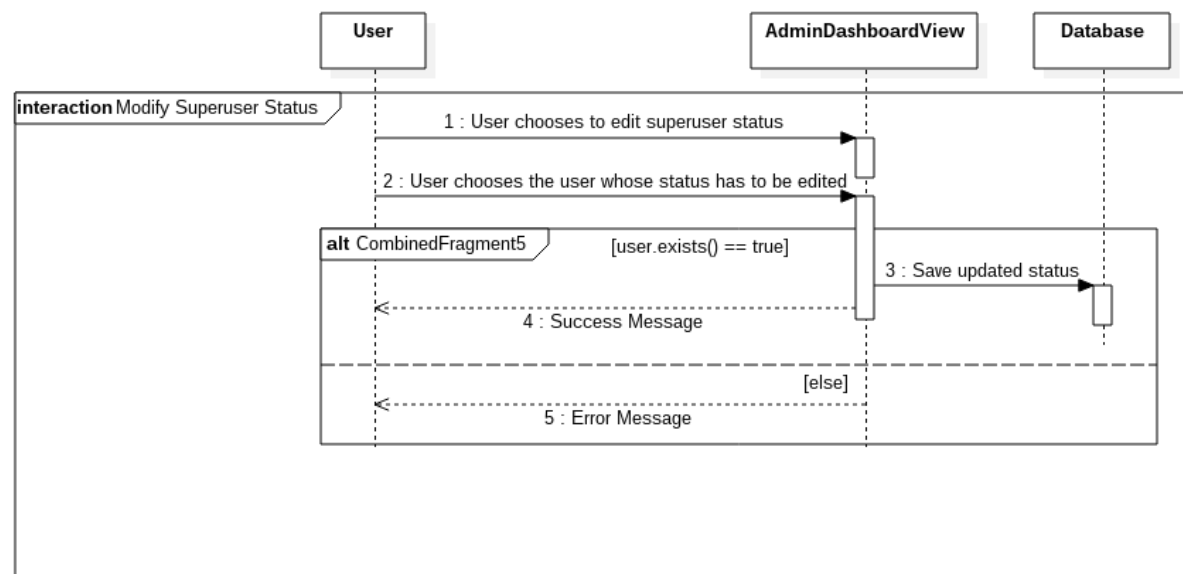 User
AdminDashboardView
Database
interaction Modify Superuser Status
1 : User chooses to edit superuser status
2 : User chooses the user whose status has to be edited
alt CombinedFragment5
[user.exists() == true]
3 : Save updated status
4 : Success Message
[else]
5 : Error Message